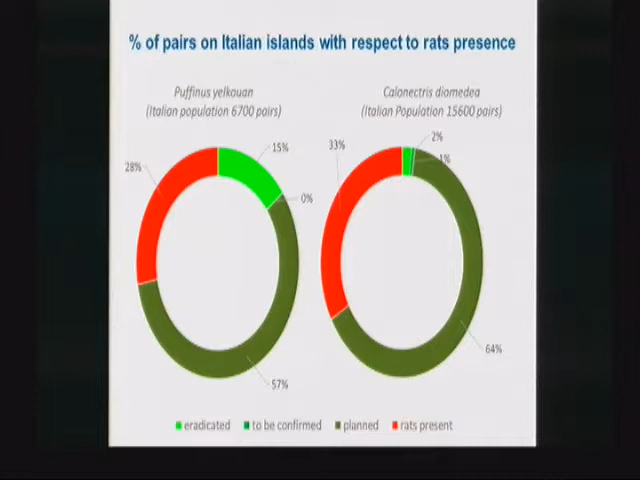 % of pairs on Italian islands with respect to rats presence
Puffinus yelkouan
(Italian population 6700 pairs)
Calonectris diomedea
(Italian Population 15600 pairs)
15%
28%
0%
57%
2%
33%
1%
64%
eradicated to be confirmed planned rats present